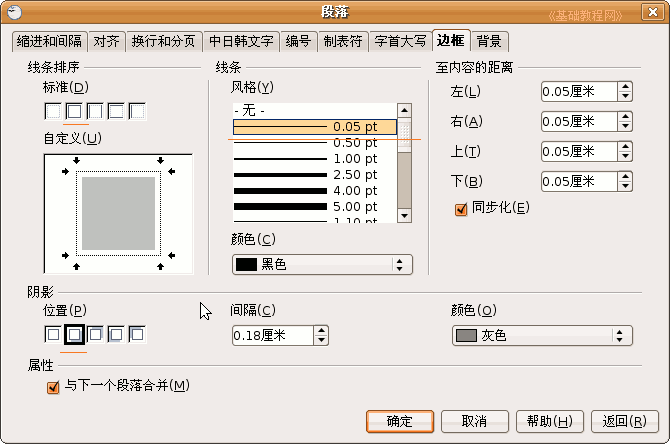 段落
《基础教程网》
缩进和间隔 对齐 换行和分页 中日韩文字 编号 制表符 字首大写 边框 背景
线条排序
标准(D)
自定义(U)
线条
风格(Y)
- 无 -
0.05 pt
0.50 pt
1.00 pt
2.50 pt
4.00 pt
5.00 pt
1.10 pt
颜色(C)
黑色
至内容的距离
左(L) 0.05厘米
右(A) 0.05厘米
上(T) 0.05厘米
下(B) 0.05厘米
同步化(E)
阴影
位置(P)
间隔(C)
0.18厘米
颜色(O)
灰色
属性
与下一个段落合并(M)
确定 取消 帮助(H) 返回(R)